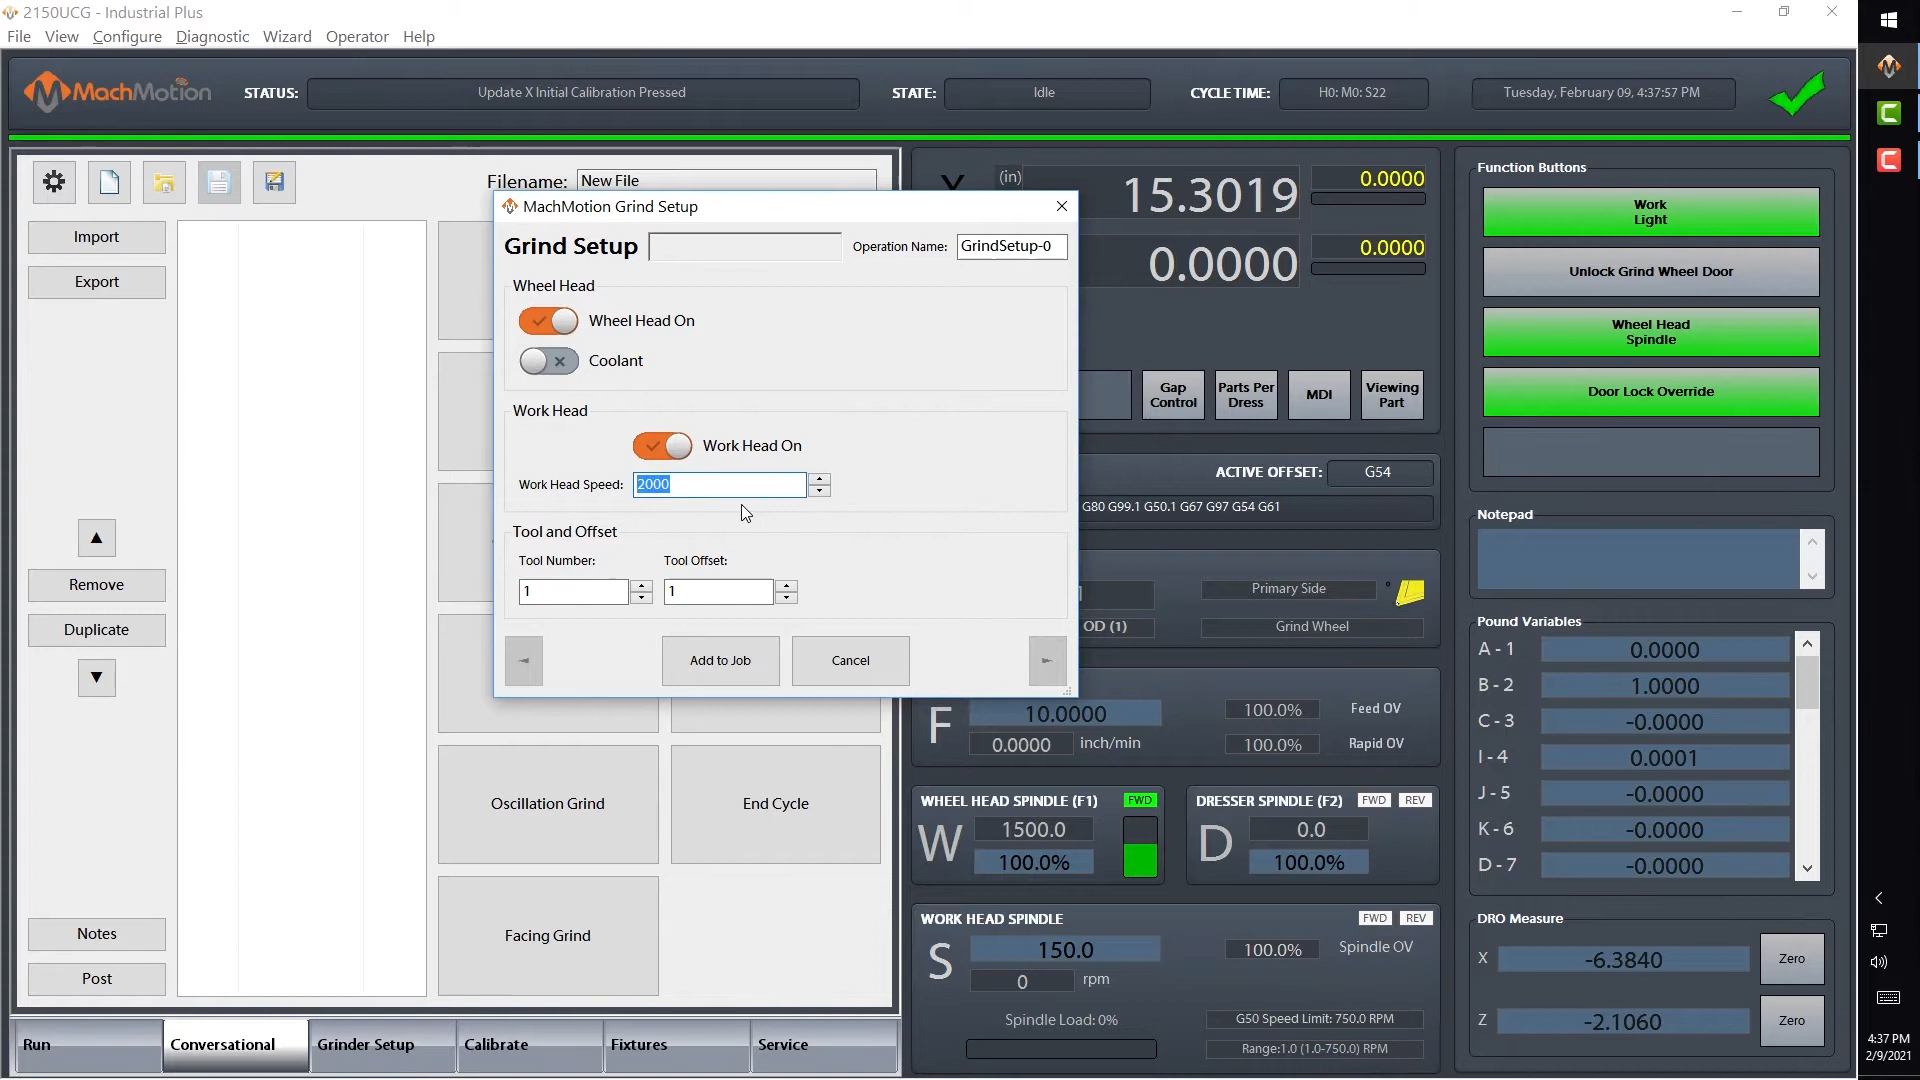 2150UCG - Industrial Plus
File View Configure Diagnostic Wizard Operator Help
MachMotion
STATUS: Update X Initial Calibration Pressed
STATE: Idle
CYCLE TIME: H0: M0: S22
Tuesday, February 09, 4:37:57 PM
Filename: New File
Import
Export
Remove
Duplicate
Notes
Post
MachMotion Grind Setup
Grind Setup
Operation Name: GrindSetup-0
Wheel Head
Wheel Head On
Coolant
Work Head
Work Head On
Work Head Speed: 2000
Tool and Offset
Tool Number: Tool Offset:
1 1
Add to Job Cancel
Oscillation Grind End Cycle
Facing Grind
(in) 15.3019 0.0000
0.0000 0.0000
Gap Control
Parts Per Dress
MDI
Viewing Part
ACTIVE OFFSET: G54
G80 G99.1 G50.1 G67 G97 G54 G61
Primary Side
OD (1) Grind Wheel
F 10.0000 100.0% Feed OV
0.0000 inch/min 100.0% Rapid OV
WHEEL HEAD SPINDLE (F1) FWD
W 1500.0
100.0%
DRESSER SPINDLE (F2) FWD REV
D 0.0
100.0%
WORK HEAD SPINDLE FWD REV
S 150.0 100.0% Spindle OV
0 rpm
Spindle Load: 0% G50 Speed Limit: 750.0 RPM
Range:1.0 (1.0-750.0) RPM
Function Buttons
Work
Light
Unlock Grind Wheel Door
Wheel Head
Spindle
Door Lock Override
Notepad
Pound Variables
A - 1 0.0000
B - 2 1.0000
C - 3 -0.0000
I - 4 0.0001
J - 5 -0.0000
K - 6 -0.0000
D - 7 -0.0000
DRO Measure
X -6.3840 Zero
Z -2.1060 Zero
Run Conversational Grinder Setup Calibrate Fixtures Service
4:37 PM
2/9/2021